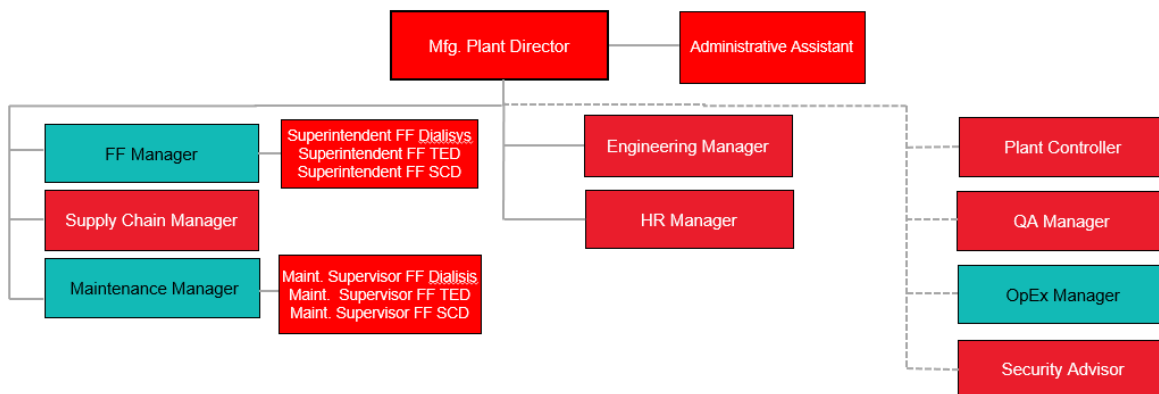 Mfg. Plant Director
Administrative Assistant
FF Manager
Superintendent FF Dialisys
Superintendent FF TED
Superintendent FF SCD
Engineering Manager
Plant Controller
Supply Chain Manager
HR Manager
QA Manager
Maintenance Manager
Maint. Supervisor FF Dialisis
Maint. Supervisor FF TED
Maint. Supervisor FF SCD
OpEx Manager
Security Advisor